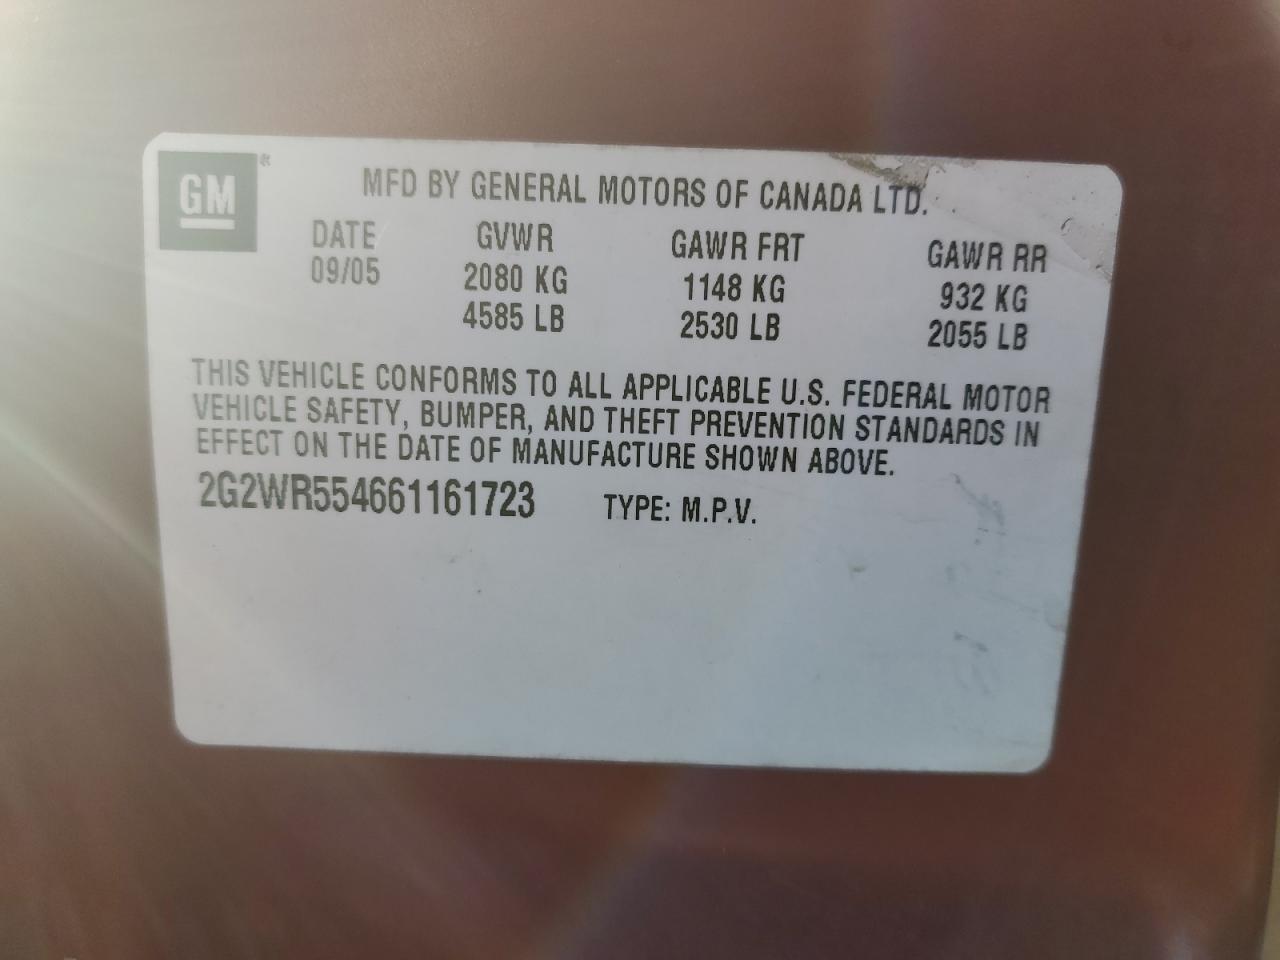 GM®
MFD BY GENERAL MOTORS OF CANADA LTD.
DATE GVWR GAWR FRT GAWR RR
09/05 2080 KG 1148 KG 932 KG
4585 LB 2530 LB 2055 LB
THIS VEHICLE CONFORMS TO ALL APPLICABLE U.S. FEDERAL MOTOR
VEHICLE SAFETY, BUMPER, AND THEFT PREVENTION STANDARDS IN
EFFECT ON THE DATE OF MANUFACTURE SHOWN ABOVE.
2G2WR554661161723 TYPE: M.P.V.